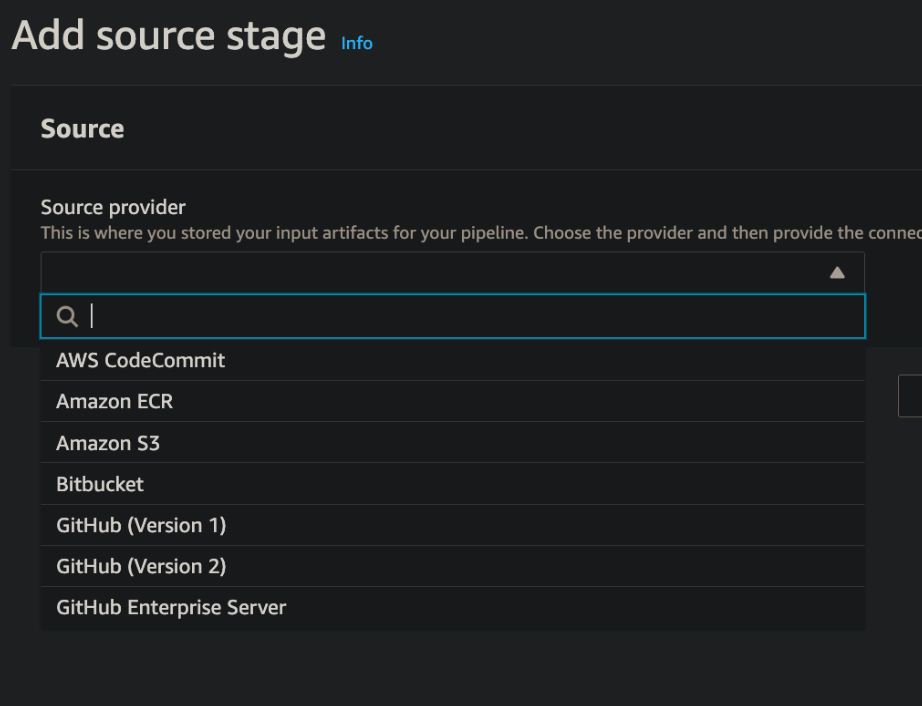 Add source stage Info
Source
Source provider
This is where you stored your input artifacts for your pipeline. Choose the provider and then provide the connec
AWS CodeCommit
Amazon ECR
Amazon S3
Bitbucket
GitHub (Version 1)
GitHub (Version 2)
GitHub Enterprise Server